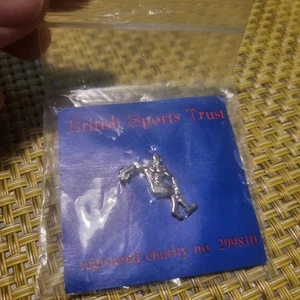 British Sports Trust
registered charity no. 299810